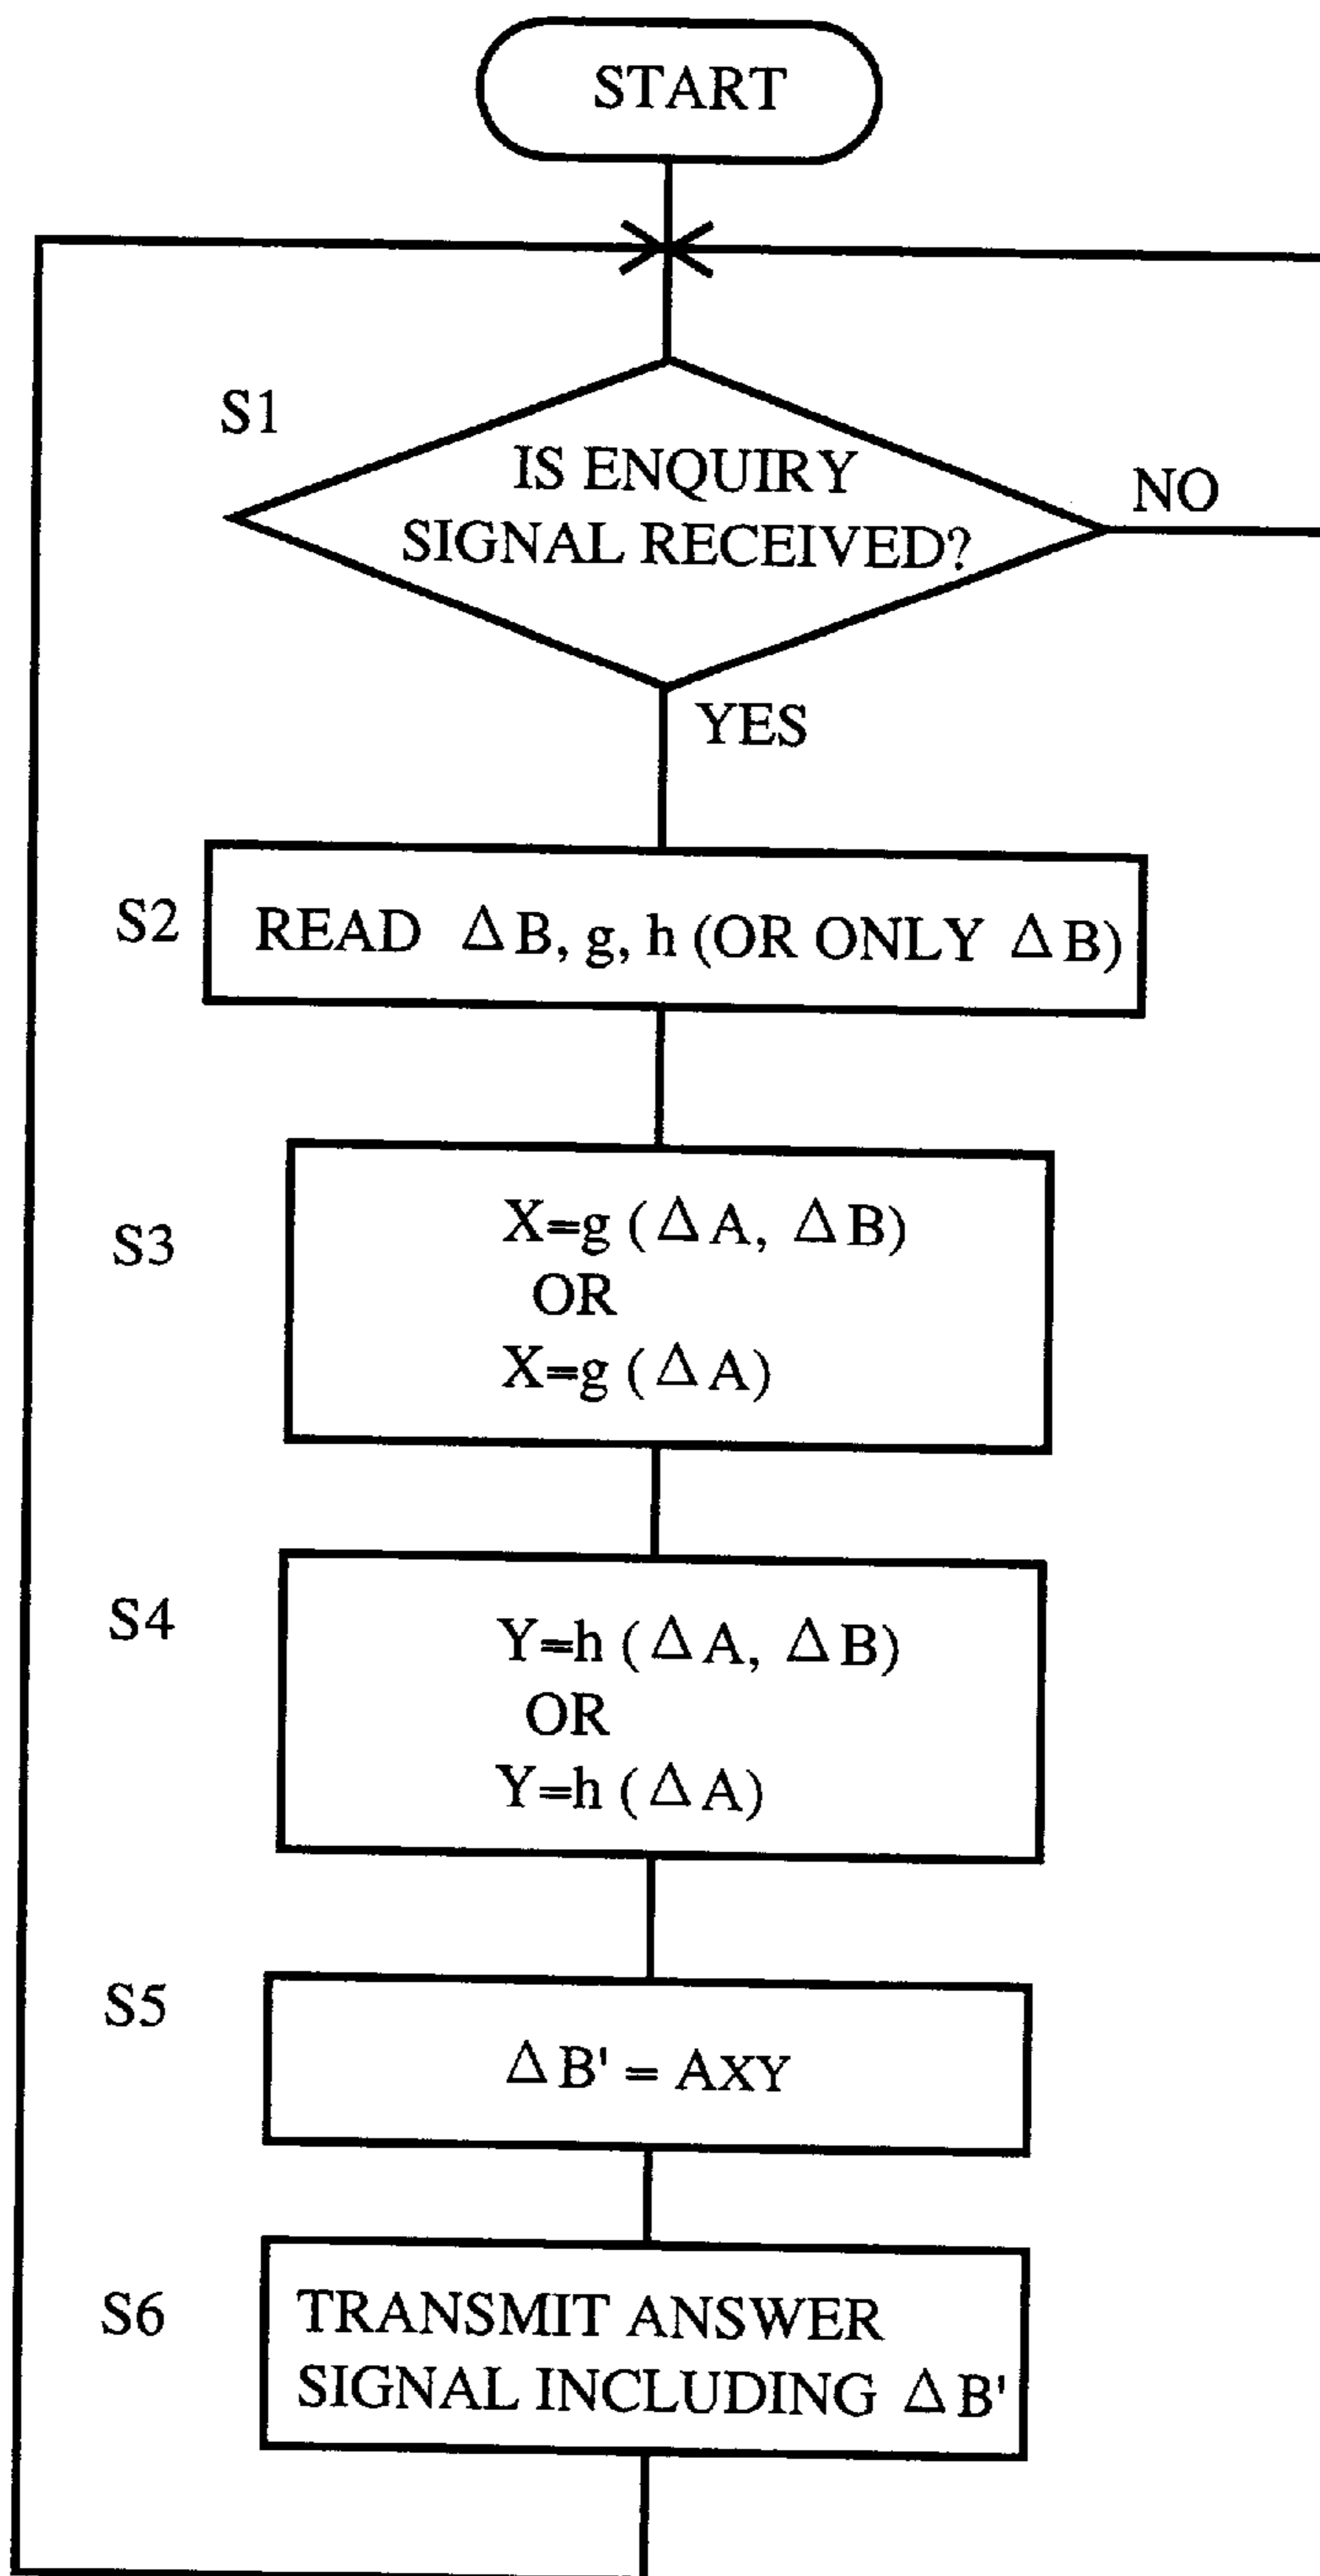 START
S1
IS ENQUIRY
SIGNAL RECEIVED?
NO
YES
S2
READ ΔB, g, h (OR ONLY ΔB)
S3
X=g (ΔA, ΔB)
OR
X=g (ΔA)
S4
Y=h (ΔA, ΔB)
OR
Y=h (ΔA)
S5
ΔB' = AXY
S6
TRANSMIT ANSWER
SIGNAL INCLUDING ΔB'